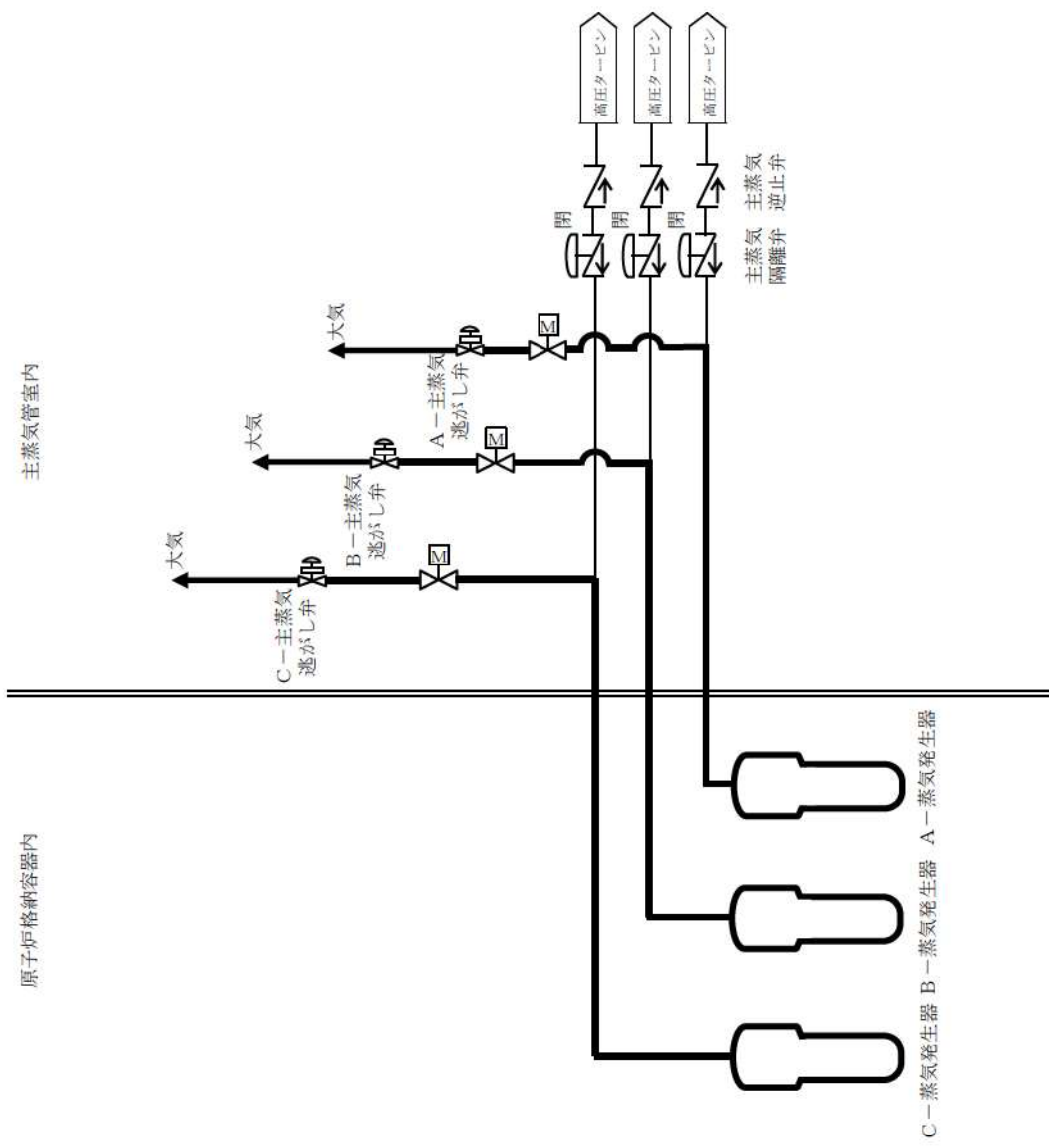 原子炉格納容器内
主蒸気管室内
大気
大気
大気
C－主蒸気
逃がし弁
B－主蒸気
逃がし弁
A－主蒸気
逃がし弁
M
M
M
閉
閉
閉
高圧タービン
高圧タービン
高圧タービン
主蒸気
隔離弁
主蒸気
逆止弁
C－蒸気発生器
B－蒸気発生器
A－蒸気発生器